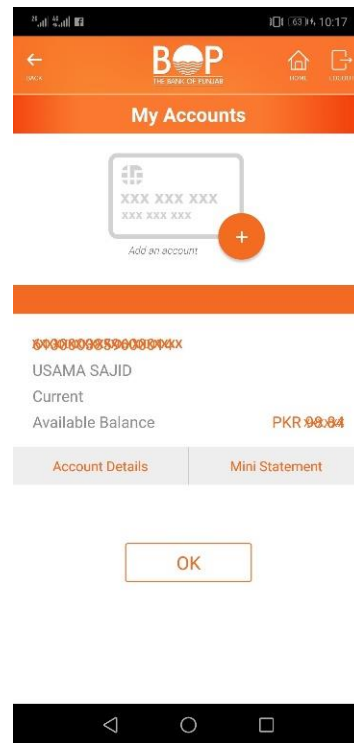 10:17
BACK
BOP
THE BANK OF PUNJAB
HOME
LOGOUT
My Accounts
XXX XXX XXX
XXX XXX XXX
Add an account
+
USAMA SAJID
Current
Available Balance
PKR
Account Details
Mini Statement
OK